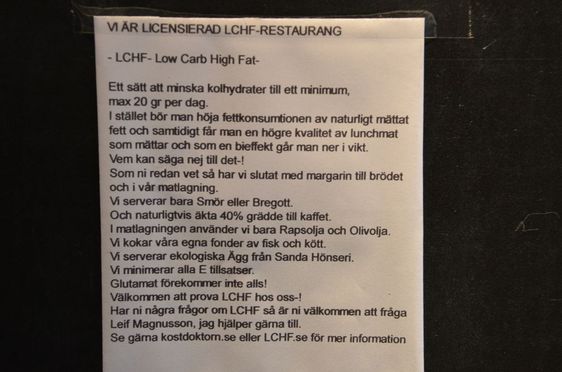 VI ÄR LICENSIERAD LCHF-RESTAURANG
- LCHF- Low Carb High Fat-
Ett sätt att minska kolhydrater till ett minimum,
max 20 gr per dag.
I stället bör man höja fettkonsumtionen av naturligt mättat
fett och samtidigt får man en högre kvalitet av lunchmat
som mättar och som en bieffekt går man ner i vikt.
Vem kan säga nej till det-!
Som ni redan vet så har vi slutat med margarin till brödet
och i vår matlagning.
Vi serverar bara Smör eller Bregott.
Och naturligtvis äkta 40% grädde till kaffet.
I matlagningen använder vi bara Rapsolja och Olivolja.
Vi kokar våra egna fonder av fisk och kött.
Vi serverar ekologiska Ägg från Sanda Hönseri.
Vi minimerar alla E tillsatser.
Glutamat förekommer inte alls!
Välkommen att prova LCHF hos oss-!
Har ni några frågor om LCHF så är ni välkommen att fråga
Leif Magnusson, jag hjälper gärna till.
Se gärna kostdoktorn.se eller LCHF.se för mer information